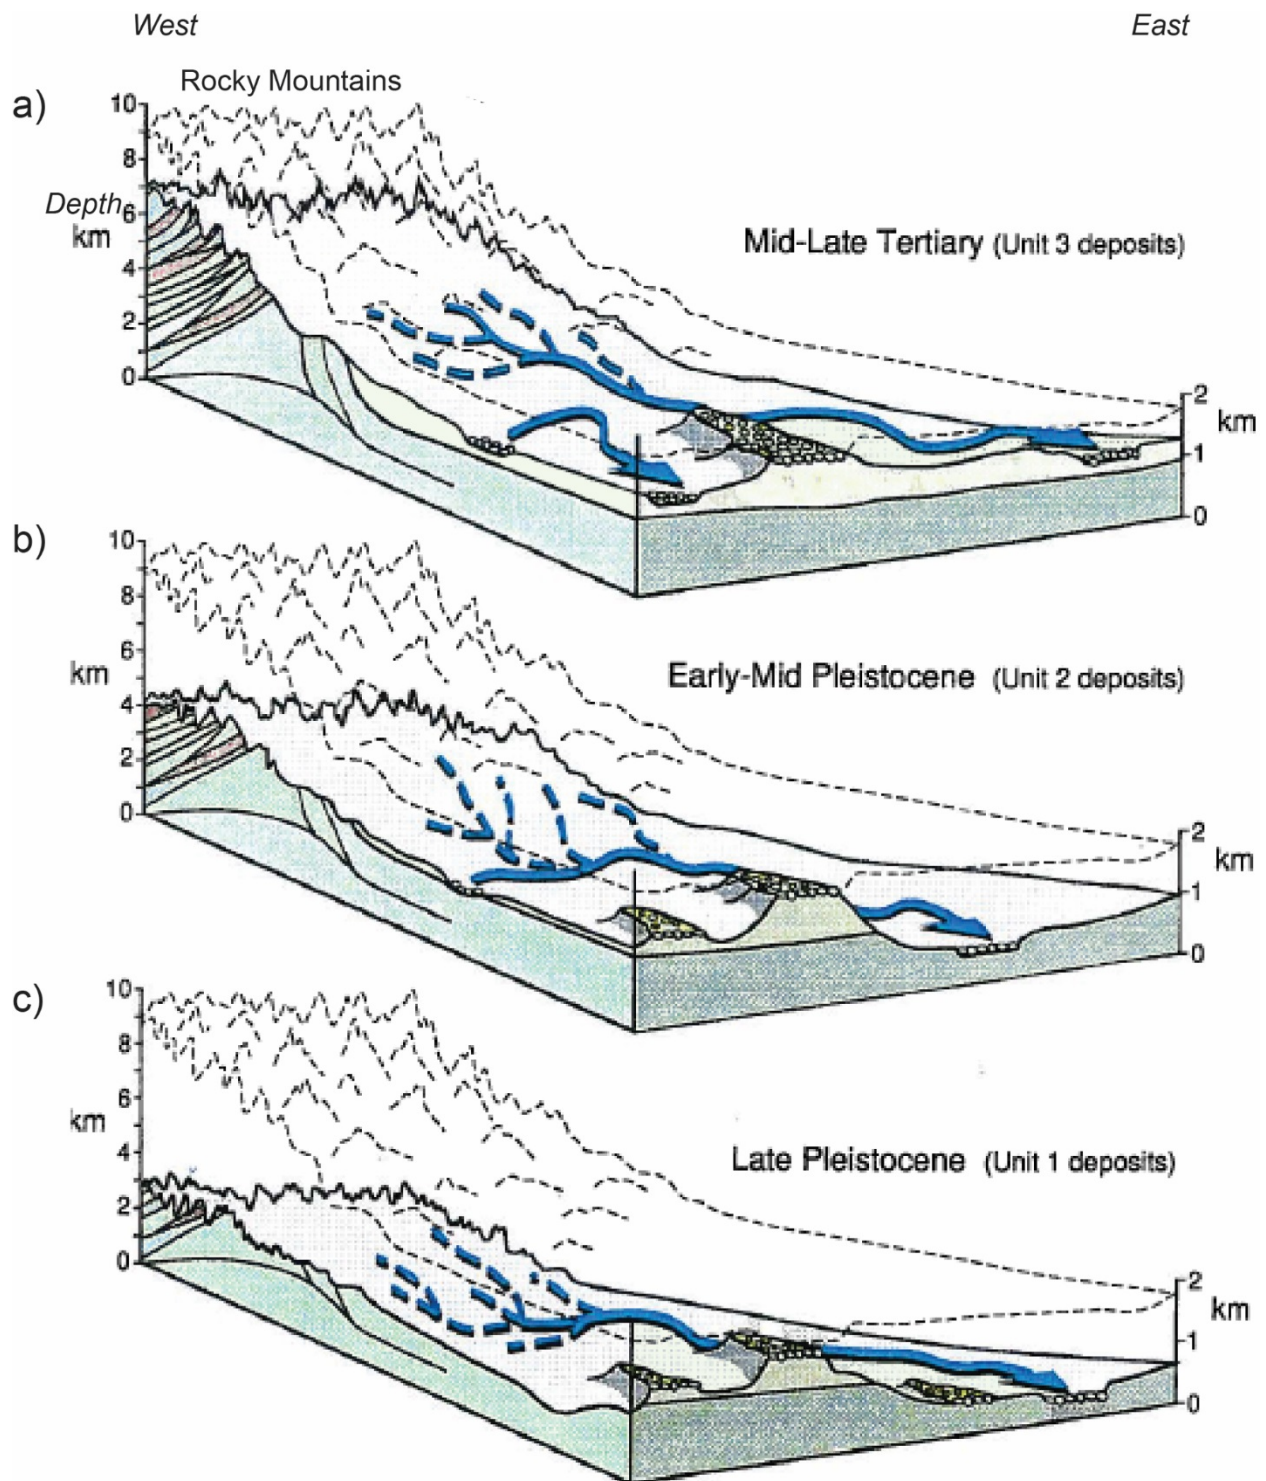 West
East
Rocky Mountains
a)
10
8
Depth
6
km
4
2
0
Mid-Late Tertiary (Unit 3 deposits)
2
km
1
0
b)
10
8
6
km
4
2
0
Early-Mid Pleistocene (Unit 2 deposits)
2
km
1
0
c)
10
8
6
km
4
2
0
Late Pleistocene (Unit 1 deposits)
2
km
1
0